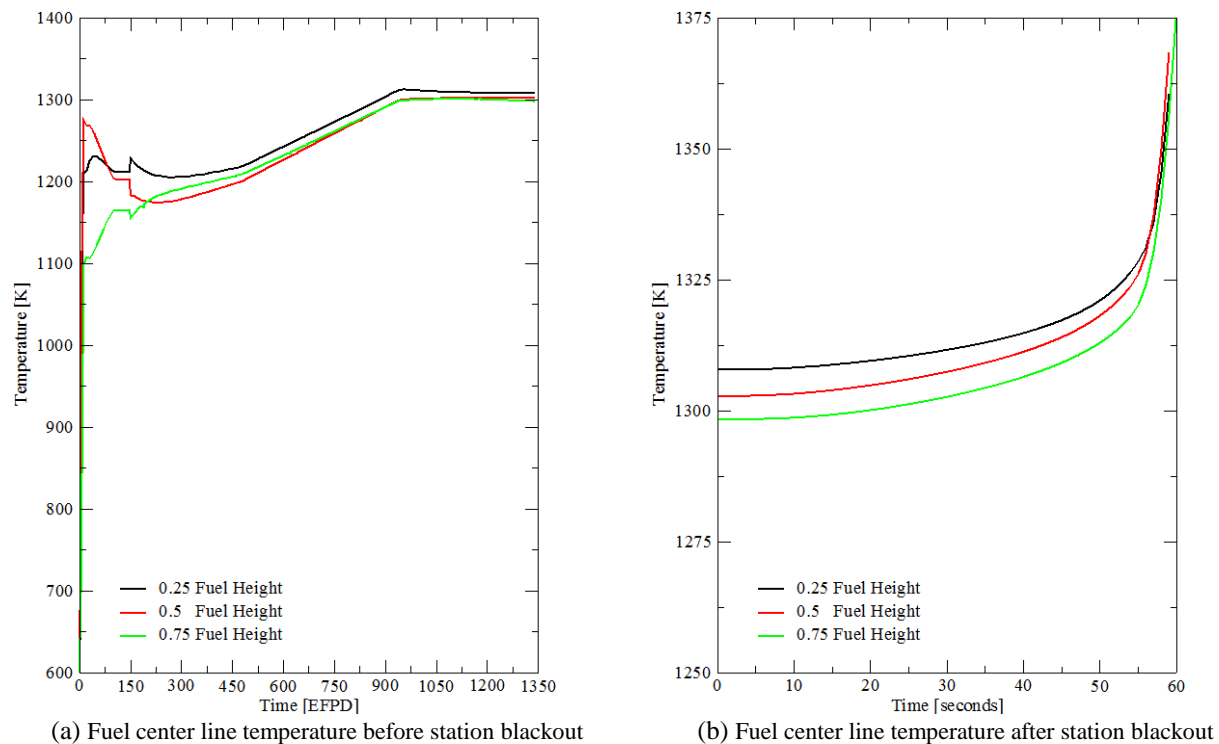 1400
1300
1200
1100
1000
900
800
700
600
Temperature [K]
0.25 Fuel Height
0.5 Fuel Height
0.75 Fuel Height
0 150 300 450 600 750 900 1050 1200 1350
Time [EFPD]
(a) Fuel center line temperature before station blackout
1375
1350
1325
1300
1275
1250
Temperature [K]
0.25 Fuel Height
0.5 Fuel Height
0.75 Fuel Height
0 10 20 30 40 50 60
Time [seconds]
(b) Fuel center line temperature after station blackout